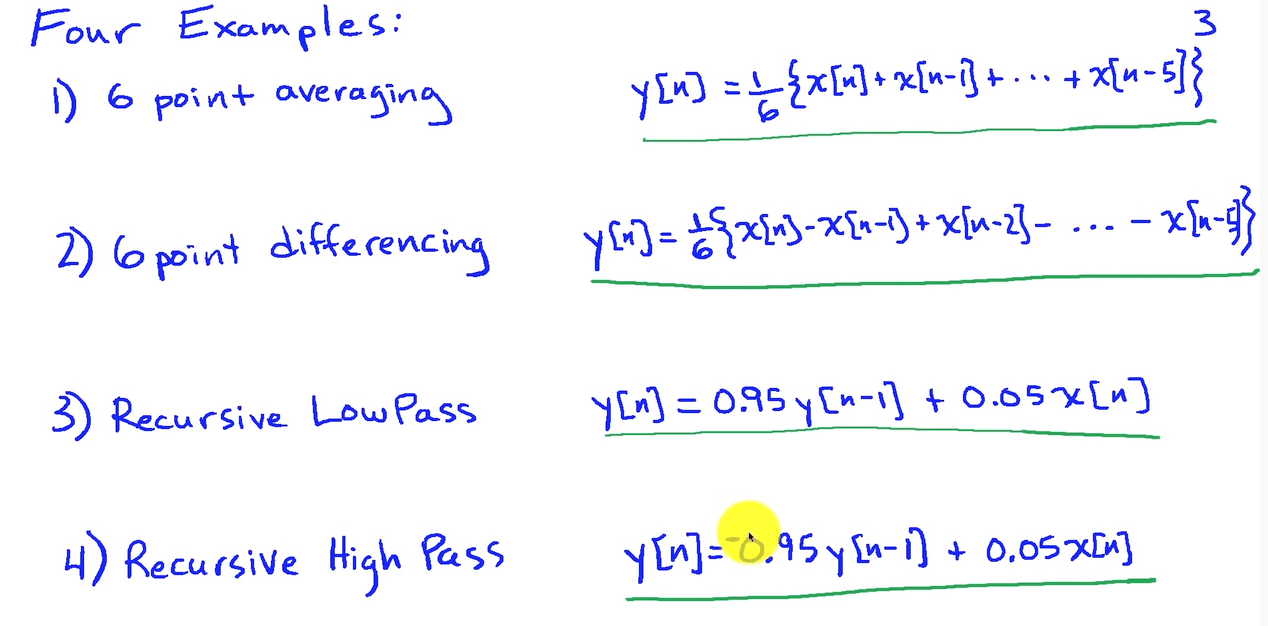 Four Examples: 3
1) 6 point averaging y[n] = 1/6 {x[n] + x[n-1] + ... + x[n-5]}
2) 6 point differencing y[n] = 1/6 {x[n] - x[n-1] + x[n-2] - ... - x[n-5]}
3) Recursive LowPass y[n] = 0.95 y[n-1] + 0.05 x[n]
4) Recursive High Pass y[n] = -0.95 y[n-1] + 0.05 x[n]